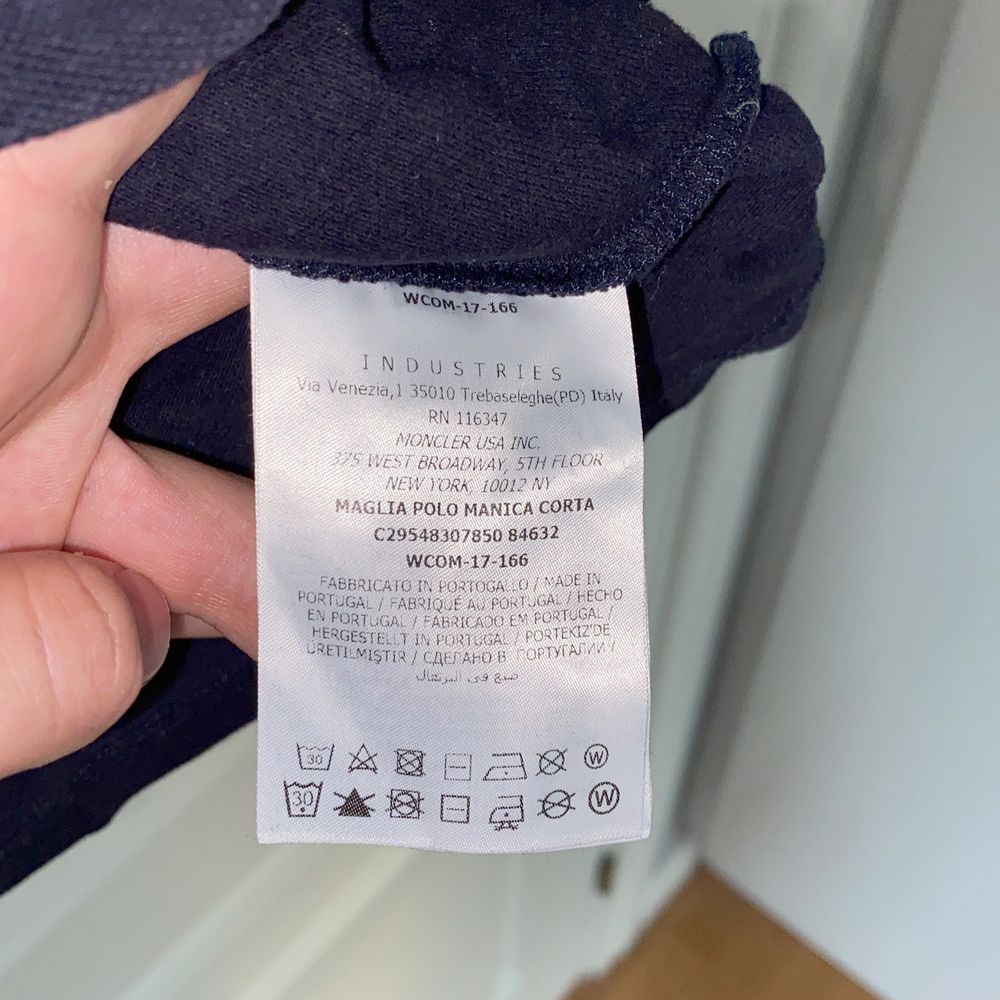 WCOM-17-166
INDUSTRIES
Via Venezia,1 35010 Trebaseleghe(PD) Italy
RN 116347
MONCLER USA INC.
375 WEST BROADWAY, 5TH FLOOR
NEW YORK, 10012 NY
MAGLIA POLO MANICA CORTA
C29548307850 84632
WCOM-17-166
FABBRICATO IN PORTOGALLO / MADE IN
PORTUGAL / FABRIQUÉ AU PORTUGAL / HECHO
EN PORTUGAL / FABRICADO EM PORTUGAL /
HERGESTELLT IN PORTUGAL / PORTEKIZ'DE
ÜRETILMIŞTIR / СДЕЛАНО В ПОРТУГАЛИИ /
صنع في البرتغال
30 W
30 W